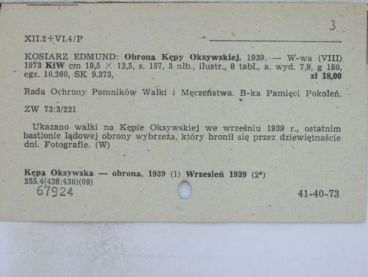 3
XII.2+VI.4/P
KOSIARZ EDMUND: Obrona Kępy Oksywskiej. 1939. — W-wa (VIII)
1973 KiW cm 19,5 × 12,5, s. 157, 3 nlb., ilustr., 8 tabl., a. wyd. 7,9, g 180,
egz. 10.260, SK 9.373, zł 18,00
Rada Ochrony Pomników Walki i Męczeństwa. B-ka Pamięci Pokoleń.
ZW 73:3/221
Ukazano walki na Kępie Oksywskiej we wrześniu 1939 r., ostatnim
bastionie lądowej obrony wybrzeża, który bronił się przez dziewiętnaście
dni. Fotografie. (W)
Kępa Oksywska — obrona, 1939 (1) Wrzesień 1939 (2*)
355.4(438:430)(09)
67924 41-40-73